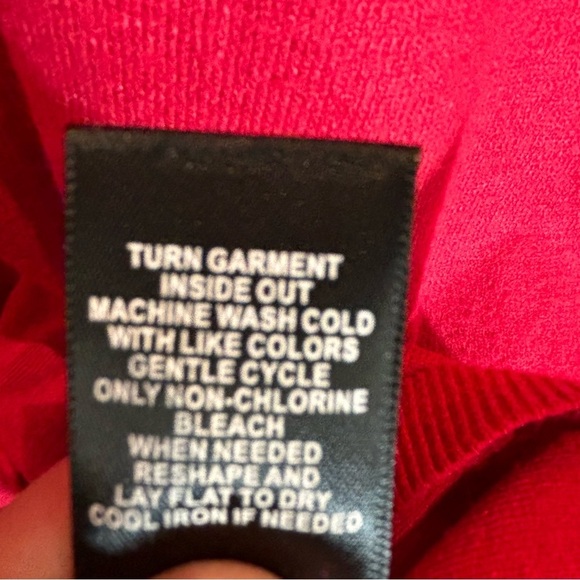 TURN GARMENT
INSIDE OUT
MACHINE WASH COLD
WITH LIKE COLORS
GENTLE CYCLE
ONLY NON-CHLORINE
BLEACH
WHEN NEEDED
RESHAPE AND
LAY FLAT TO DRY
COOL IRON IF NEEDED